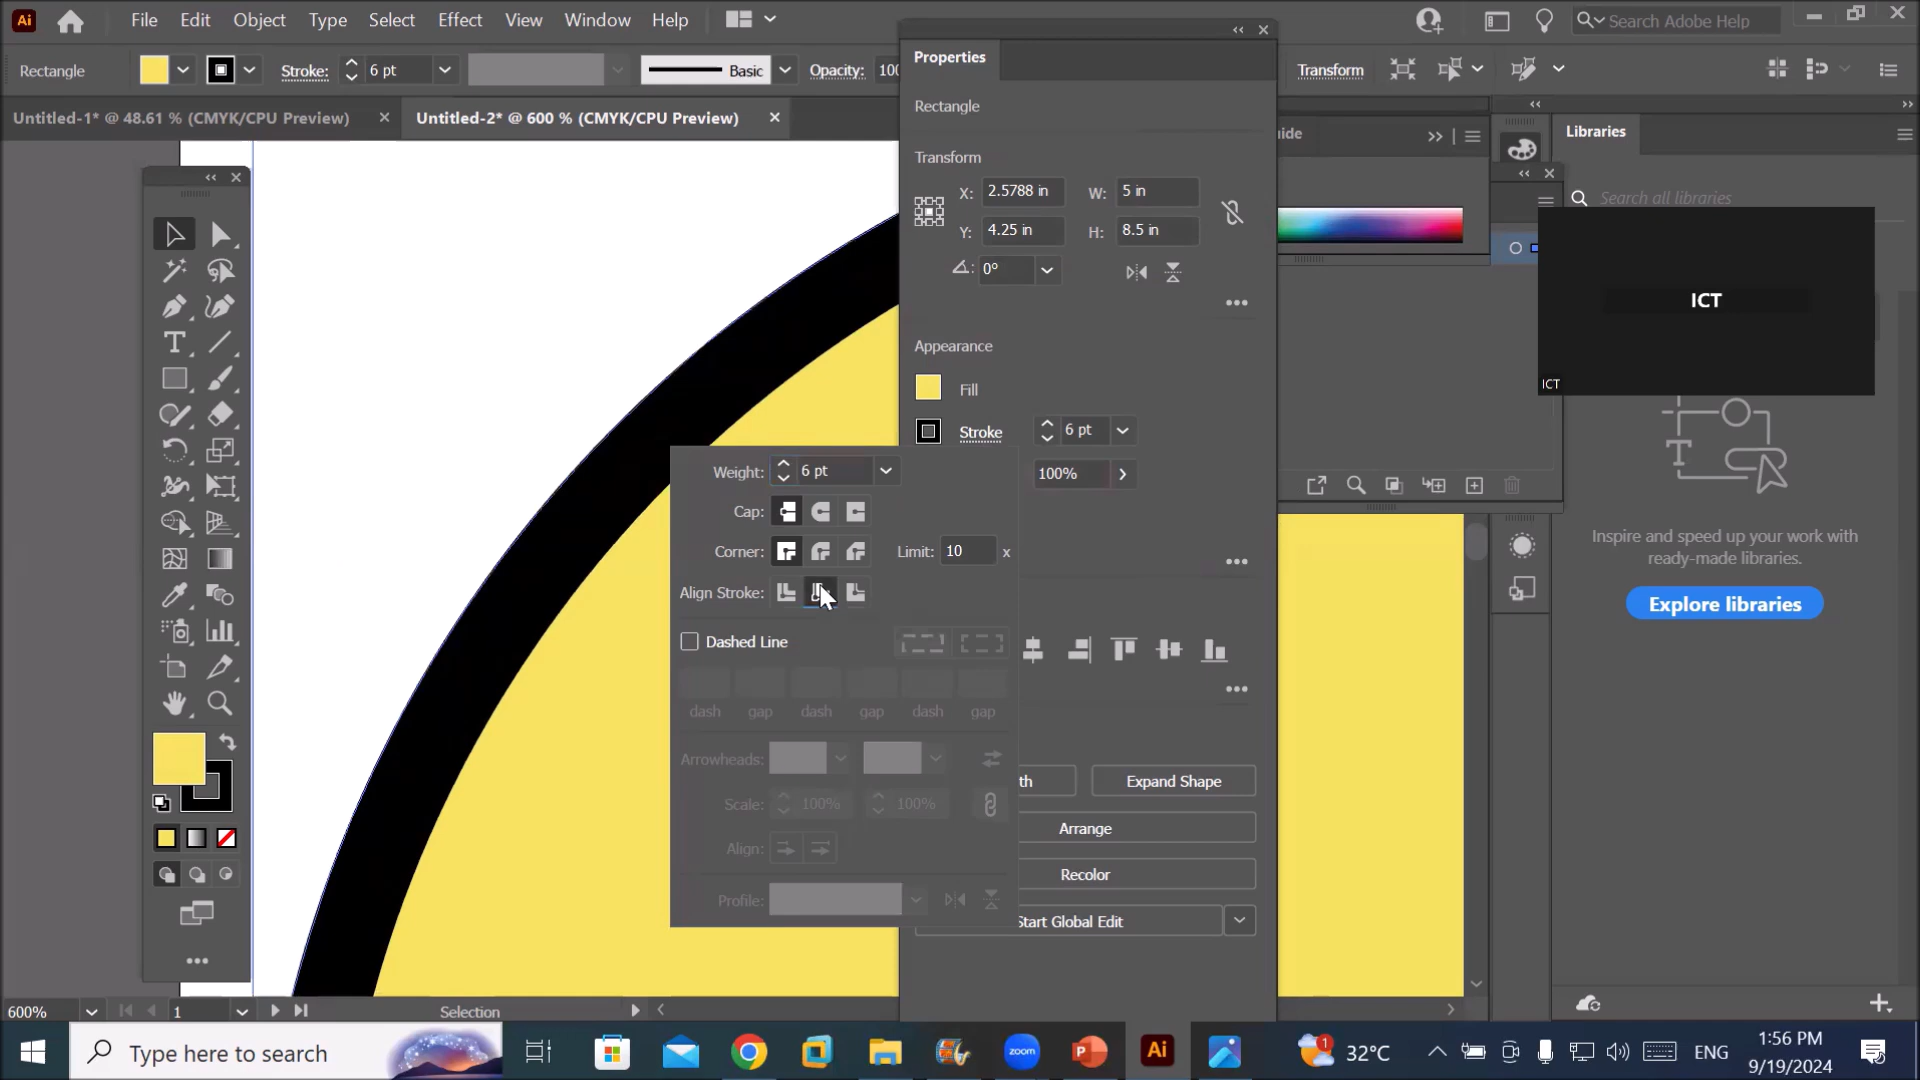 Ai File Edit Object Type Select Effect View Window Help Search Adobe Help
Rectangle Stroke: 6 pt Basic Opacity: 100 Transform
Untitled-1* @ 48.61 % (CMYK/CPU Preview) Untitled-2* @ 600 % (CMYK/CPU Preview)
Properties
Rectangle
Transform
X: 2.5788 in W: 5 in
Y: 4.25 in H: 8.5 in
0°
Appearance
Fill
Stroke 6 pt
100%
Weight: 6 pt
Cap:
Corner: Limit: 10 x
Align Stroke:
Dashed Line
dash gap dash gap dash gap
Arrowheads:
Scale: 100% 100%
Align:
Profile:
th Expand Shape
Arrange
Recolor
Start Global Edit
uide
Libraries
Search all libraries
ICT
ICT
Inspire and speed up your work with
ready-made libraries.
Explore libraries
600% 1 Selection
Type here to search
zoom
Ai
1
32°C
ENG
1:56 PM
9/19/2024